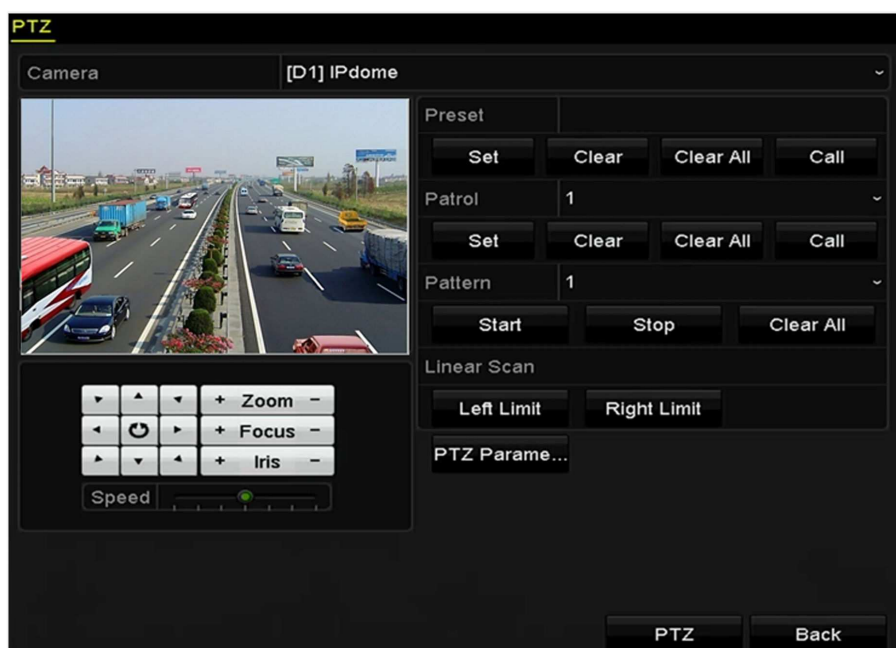 PTZ
Camera [D1] IPdome
Preset
Set Clear Clear All Call
Patrol 1
Set Clear Clear All Call
Pattern 1
Start Stop Clear All
Linear Scan
Left Limit Right Limit
PTZ Parame...
+ Zoom -
+ Focus -
+ Iris -
Speed
PTZ Back